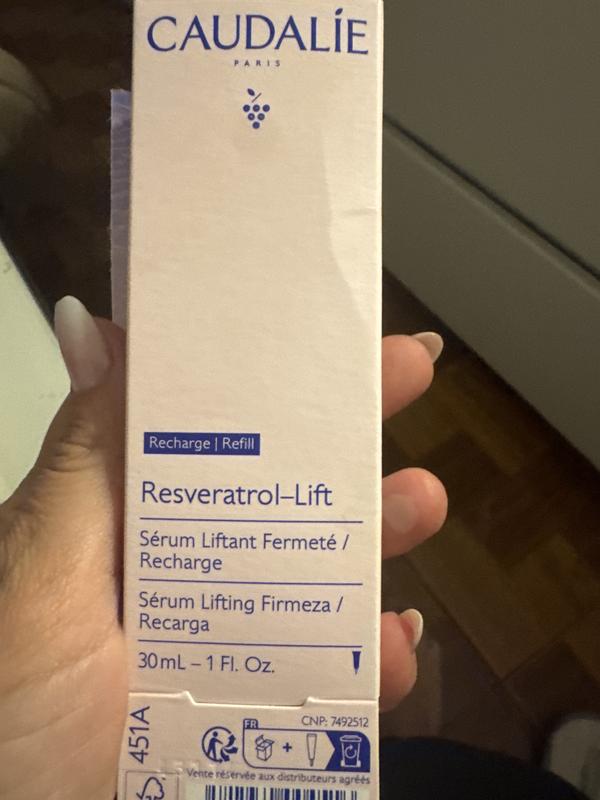 CAUDALÍE
PARIS
Recharge | Refill
Resveratrol–Lift
Sérum Liftant Fermeté /
Recharge
Sérum Lifting Firmeza /
Recarga
30mL – 1 Fl. Oz.
451A
CNP: 7492512
FR
+
Vente réservée aux distributeurs agréés